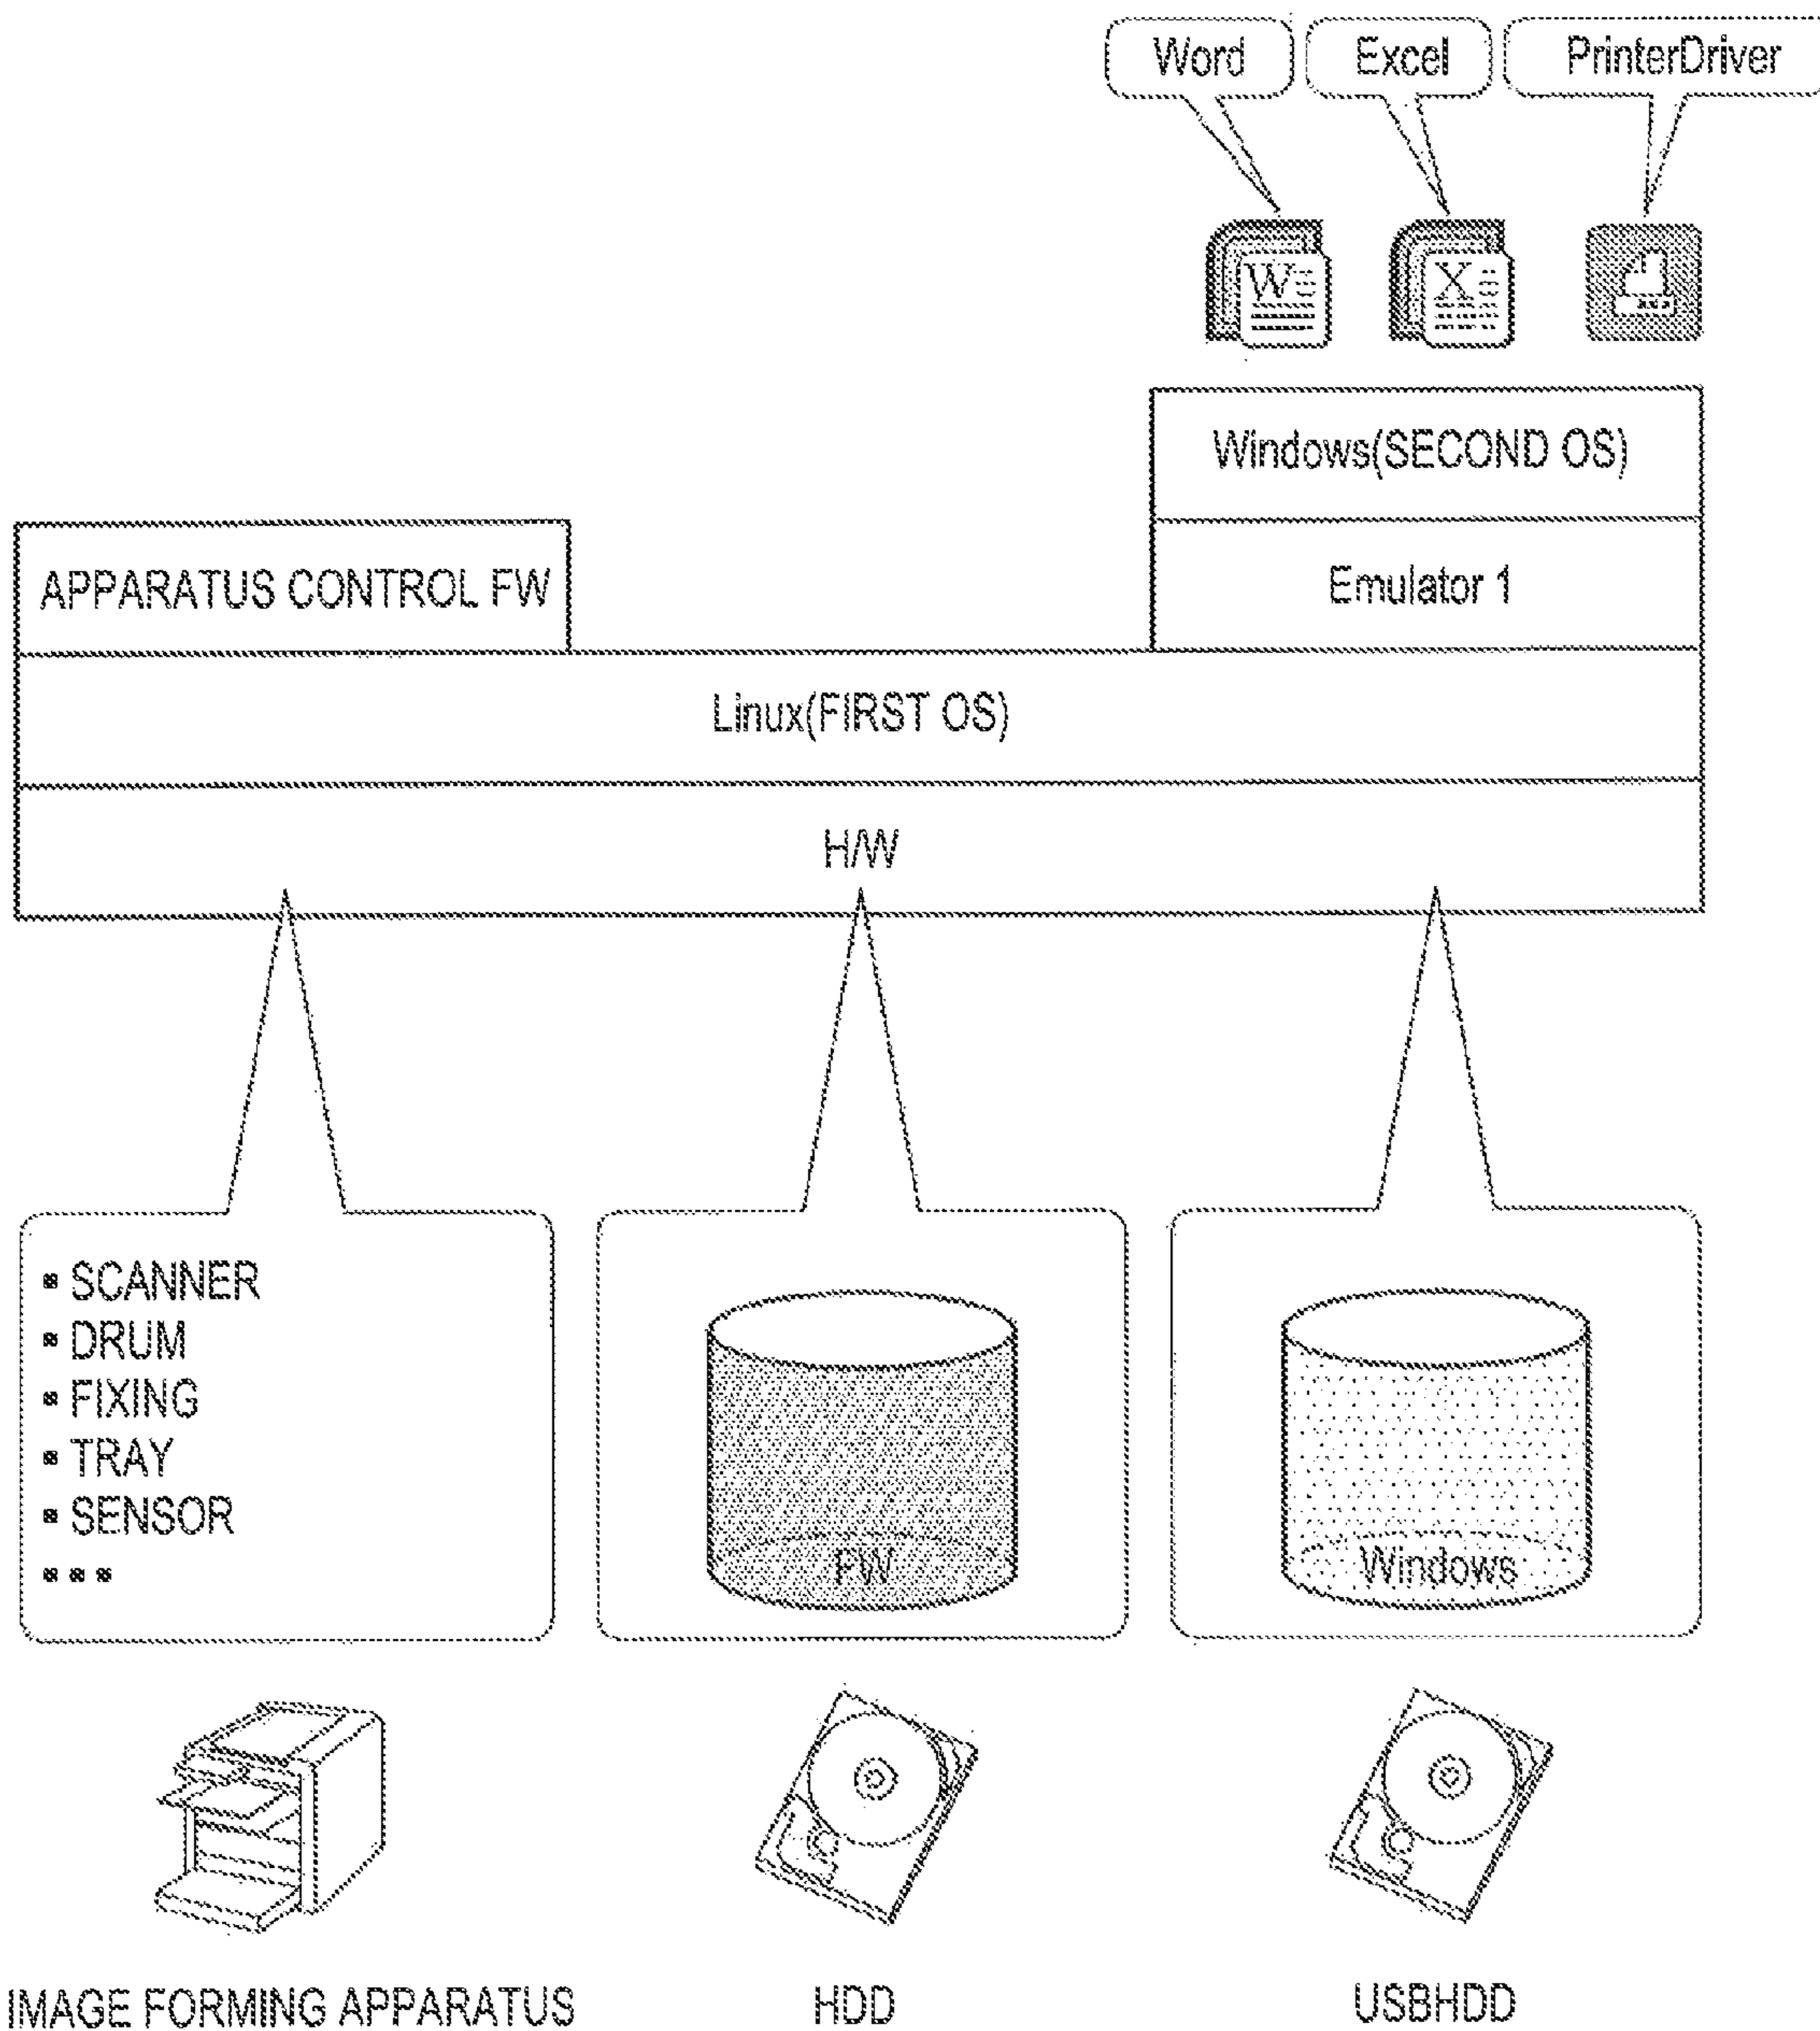 Word
Excel
PrinterDriver
W
X
Windows(SECOND OS)
APPARATUS CONTROL FW
Emulator 1
Linux(FIRST OS)
H/W
▪ SCANNER
▪ DRUM
▪ FIXING
▪ TRAY
▪ SENSOR
▪▪▪
FW
Windows
IMAGE FORMING APPARATUS
HDD
USBHDD